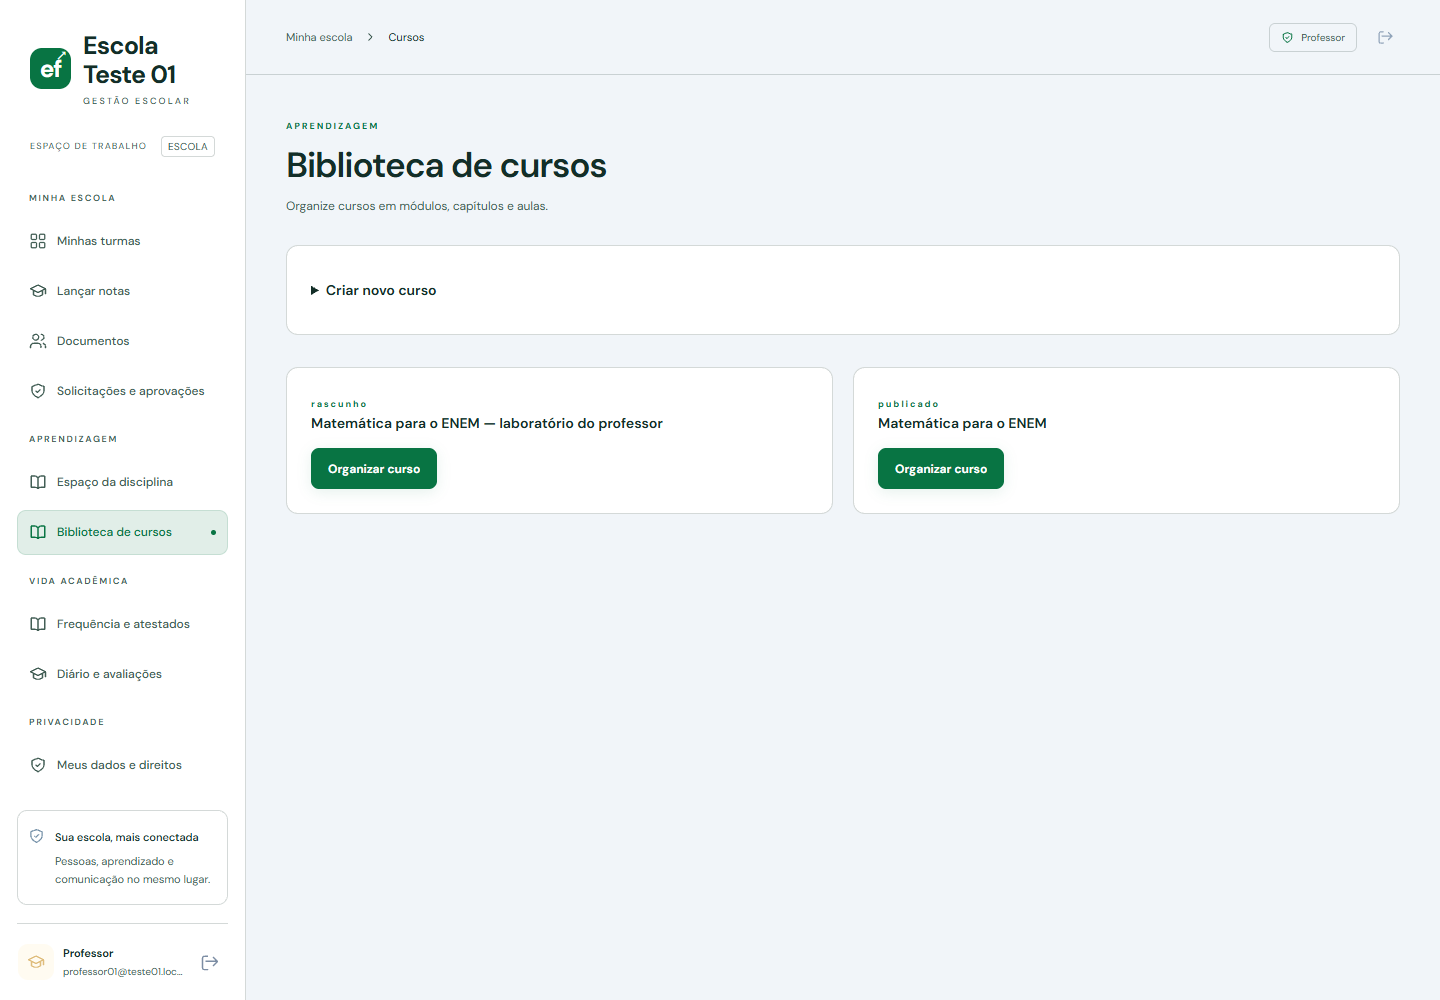 ef
Escola
Teste 01
GESTÃO ESCOLAR
ESPAÇO DE TRABALHO
ESCOLA
MINHA ESCOLA
Minhas turmas
Lançar notas
Documentos
Solicitações e aprovações
APRENDIZAGEM
Espaço da disciplina
Biblioteca de cursos
VIDA ACADÊMICA
Frequência e atestados
Diário e avaliações
PRIVACIDADE
Meus dados e direitos
Sua escola, mais conectada
Pessoas, aprendizado e
comunicação no mesmo lugar.
Professor
professor01@teste01.loc...
Minha escola > Cursos
Professor
APRENDIZAGEM
Biblioteca de cursos
Organize cursos em módulos, capítulos e aulas.
Criar novo curso
rascunho
Matemática para o ENEM — laboratório do professor
Organizar curso
publicado
Matemática para o ENEM
Organizar curso